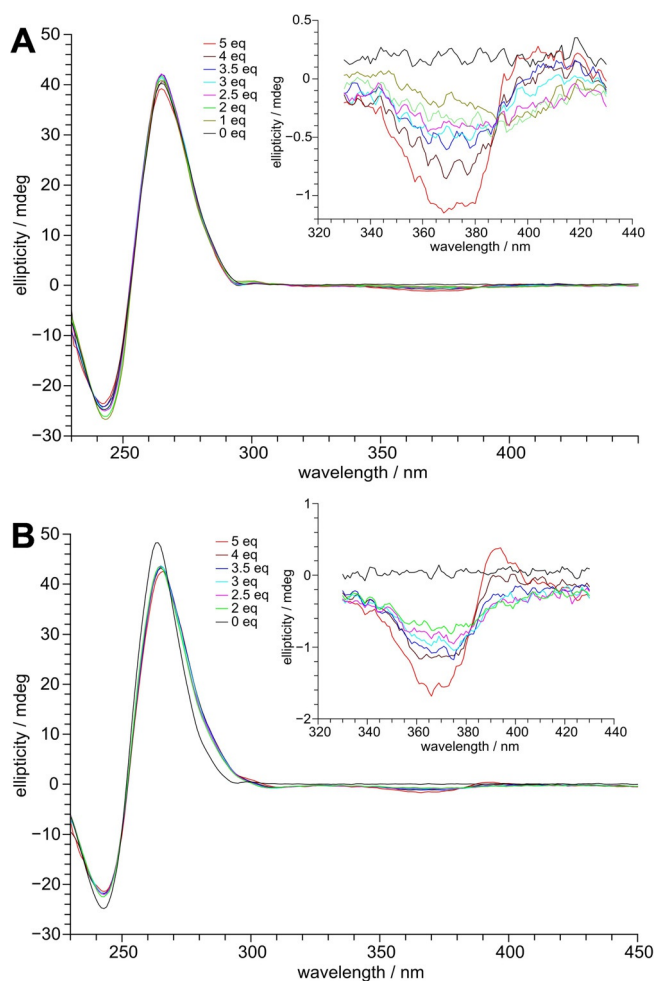 A
50
40
30
20
10
0
−10
−20
−30
ellipticity / mdeg
250
300
400
wavelength / nm
5 eq
4 eq
3.5 eq
3 eq
2.5 eq
2 eq
1 eq
0 eq
0.5
0
−0.5
−1
ellipticity / mdeg
320
340
360
380
400
420
440
wavelength / nm
B
50
40
30
20
10
0
−10
−20
−30
ellipticity / mdeg
250
300
350
400
450
wavelength / nm
5 eq
4 eq
3.5 eq
3 eq
2.5 eq
2 eq
0 eq
1
0
−1
−2
ellipticity / mdeg
320
340
360
380
400
420
440
wavelength / nm